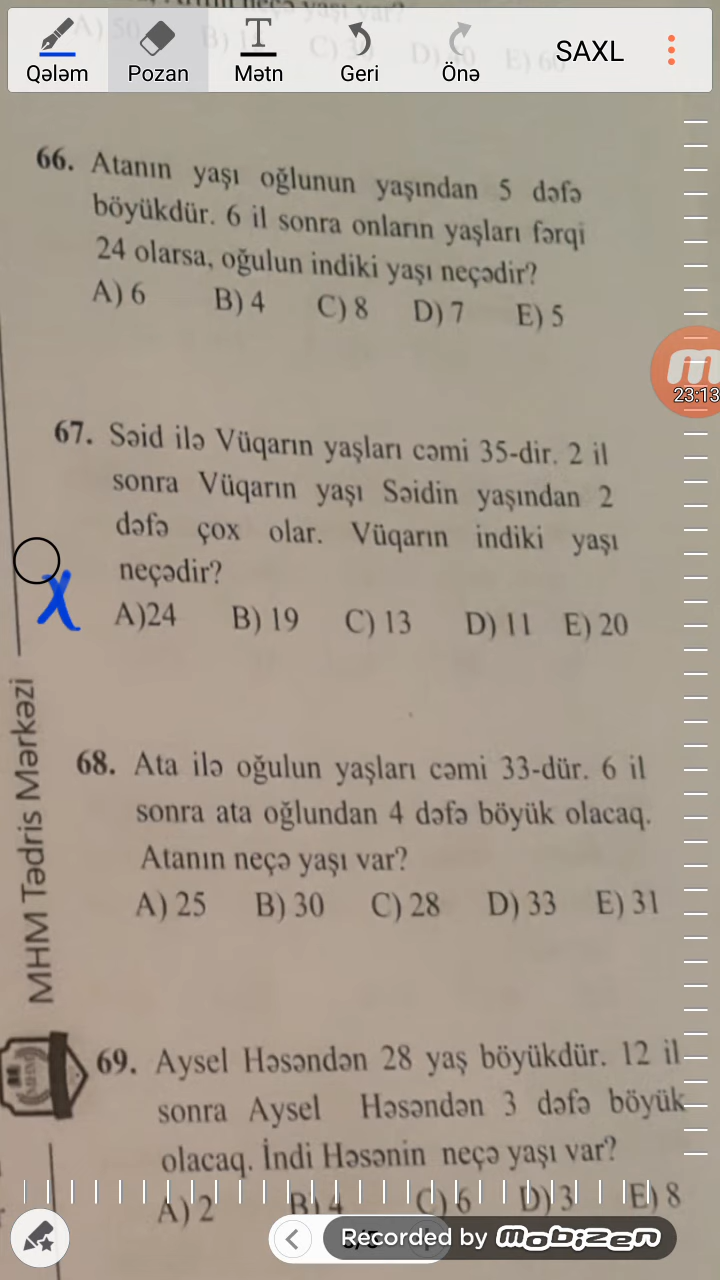 Qələm Pozan Mətn Geri Önə SAXL
66. Atanın yaşı oğlunun yaşından 5 dəfə
böyükdür. 6 il sonra onların yaşları fərqi
24 olarsa, oğulun indiki yaşı neçədir?
A) 6 B) 4 C) 8 D) 7 E) 5
23:13
67. Səid ilə Vüqarın yaşları cəmi 35-dir. 2 il
sonra Vüqarın yaşı Səidin yaşından 2
dəfə çox olar. Vüqarın indiki yaşı
neçədir?
A)24 B) 19 C) 13 D) 11 E) 20
68. Ata ilə oğulun yaşları cəmi 33-dür. 6 il
sonra ata oğlundan 4 dəfə böyük olacaq.
Atanın neçə yaşı var?
A) 25 B) 30 C) 28 D) 33 E) 31
MHM Tədris Mərkəzi
69. Aysel Həsəndən 28 yaş böyükdür. 12 il
sonra Aysel Həsəndən 3 dəfə böyük
olacaq. İndi Həsənin neçə yaşı var?
A) 2 B) 4 C) 6 D) 3 E) 8
Recorded by mobizen